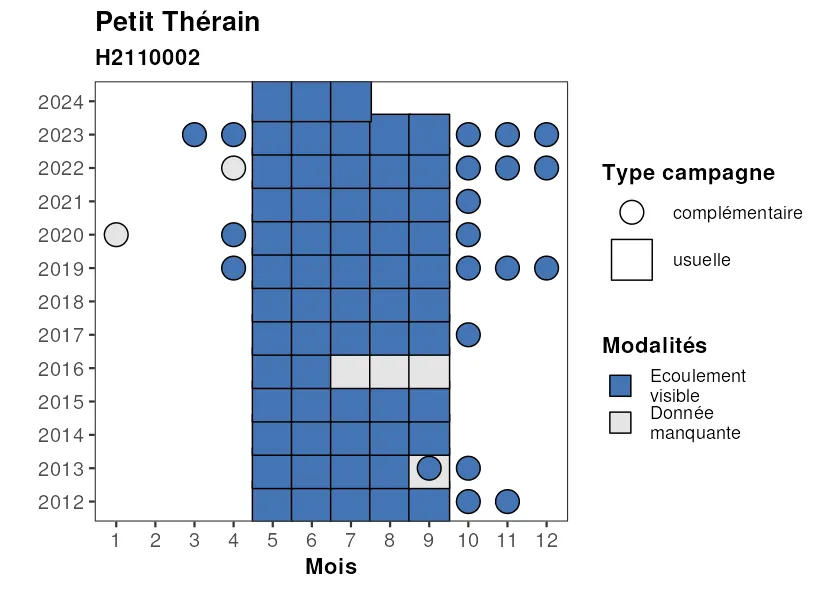 Petit Thérain
H2110002
2024
2023
2022
2021
2020
2019
2018
2017
2016
2015
2014
2013
2012
1 2 3 4 5 6 7 8 9 10 11 12
Mois
Type campagne
complémentaire
usuelle
Modalités
Ecoulement
visible
Donnée
manquante